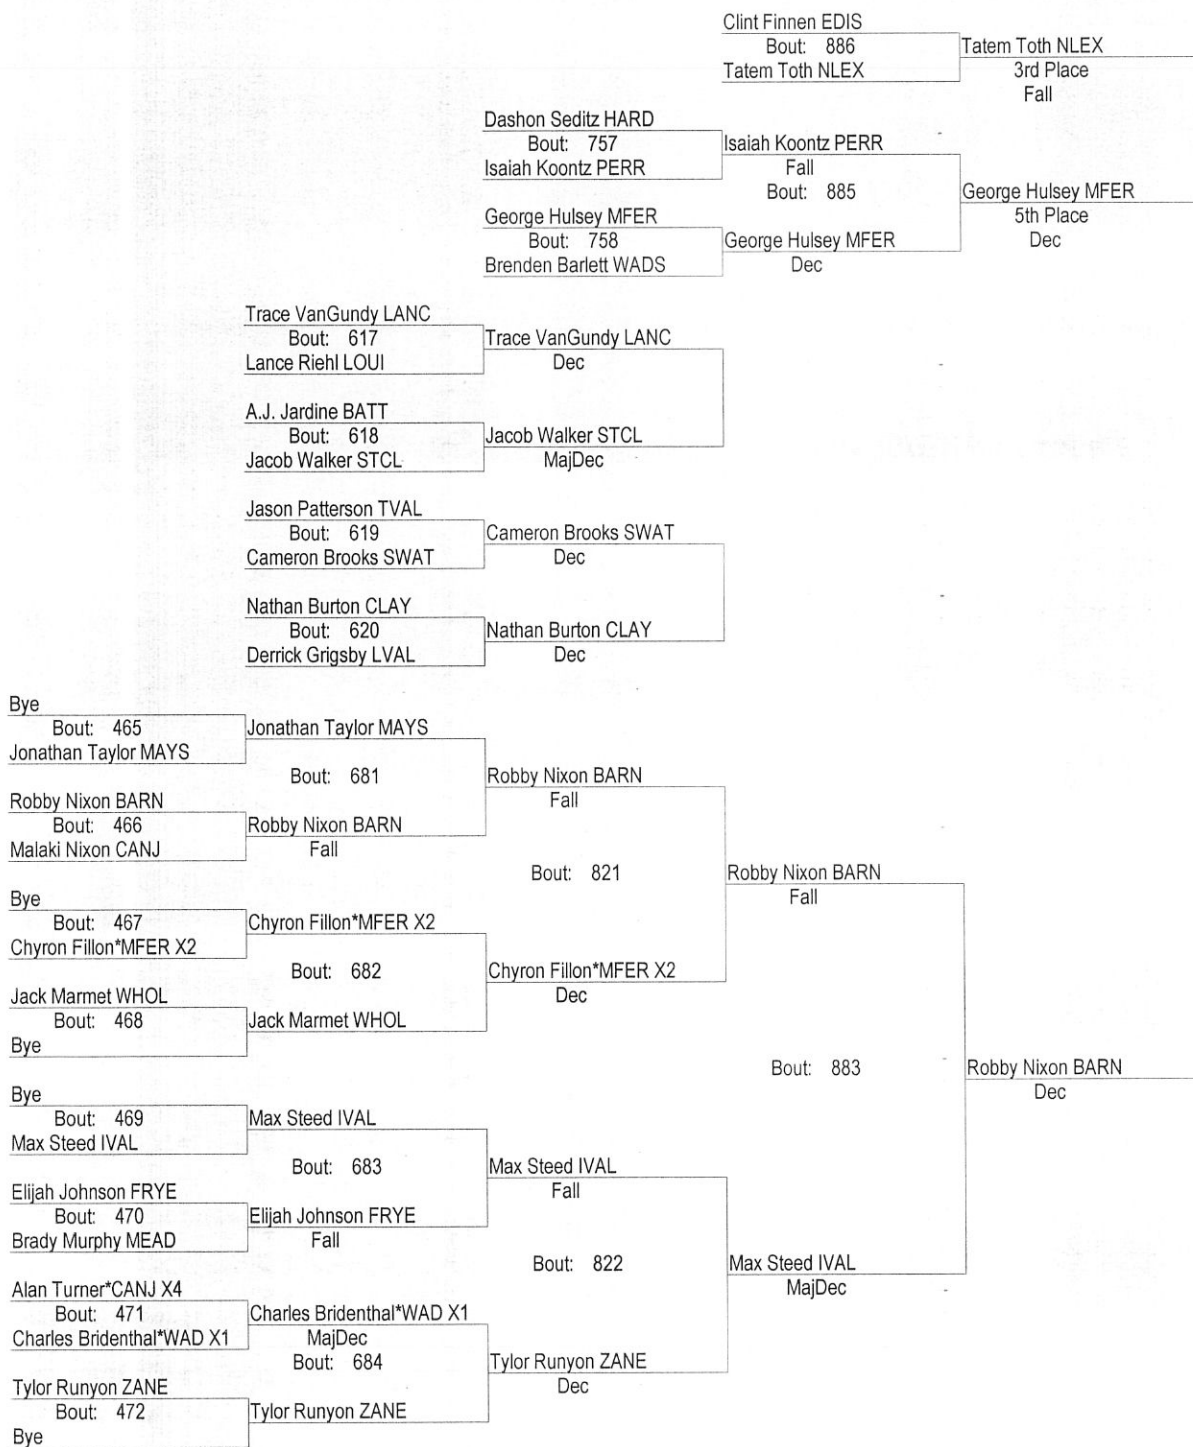 Clint Finnen EDIS
Bout: 886
Tatem Toth NLEX
Tatem Toth NLEX
3rd Place
Fall
Dashon Seditz HARD
Bout: 757
Isaiah Koontz PERR
Isaiah Koontz PERR
Fall
Bout: 885
George Hulsey MFER
5th Place
Dec
George Hulsey MFER
Bout: 758
Brenden Barlett WADS
George Hulsey MFER
Dec
Trace VanGundy LANC
Bout: 617
Lance Riehl LOUI
Trace VanGundy LANC
Dec
A.J. Jardine BATT
Bout: 618
Jacob Walker STCL
Jacob Walker STCL
MajDec
Jason Patterson TVAL
Bout: 619
Cameron Brooks SWAT
Cameron Brooks SWAT
Dec
Nathan Burton CLAY
Bout: 620
Derrick Grigsby LVAL
Nathan Burton CLAY
Dec
Bye
Bout: 465
Jonathan Taylor MAYS
Jonathan Taylor MAYS
Bout: 681
Robby Nixon BARN
Fall
Robby Nixon BARN
Bout: 466
Malaki Nixon CANJ
Robby Nixon BARN
Fall
Bout: 821
Robby Nixon BARN
Fall
Bye
Bout: 467
Chyron Fillon*MFER X2
Chyron Fillon*MFER X2
Bout: 682
Chyron Fillon*MFER X2
Dec
Jack Marmet WHOL
Bout: 468
Bye
Jack Marmet WHOL
Bout: 883
Robby Nixon BARN
Dec
Bye
Bout: 469
Max Steed IVAL
Max Steed IVAL
Bout: 683
Max Steed IVAL
Fall
Elijah Johnson FRYE
Bout: 470
Brady Murphy MEAD
Elijah Johnson FRYE
Fall
Bout: 822
Max Steed IVAL
MajDec
Alan Turner*CANJ X4
Bout: 471
Charles Bridenthal*WAD X1
Charles Bridenthal*WAD X1
MajDec
Bout: 684
Tylor Runyon ZANE
Dec
Tylor Runyon ZANE
Bout: 472
Bye
Tylor Runyon ZANE